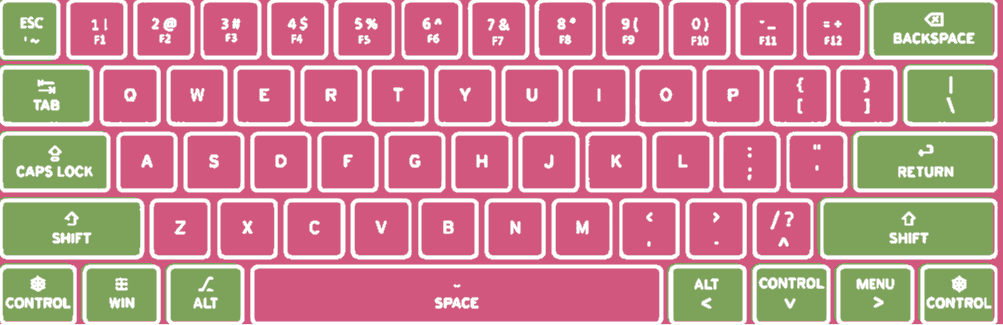 ESC 1 ! 2 @ 3 # 4 $ 5 % 6 ^ 7 & 8 * 9 ( 0 ) - _ = + BACKSPACE
' ~ F1 F2 F3 F4 F5 F6 F7 F8 F9 F10 F11 F12
TAB Q W E R T Y U I O P { [ } ] | \
CAPS LOCK A S D F G H J K L : ; " ' RETURN
SHIFT Z X C V B N M < , > . / ? ^ SHIFT
CONTROL WIN ALT SPACE ALT < CONTROL v MENU > CONTROL